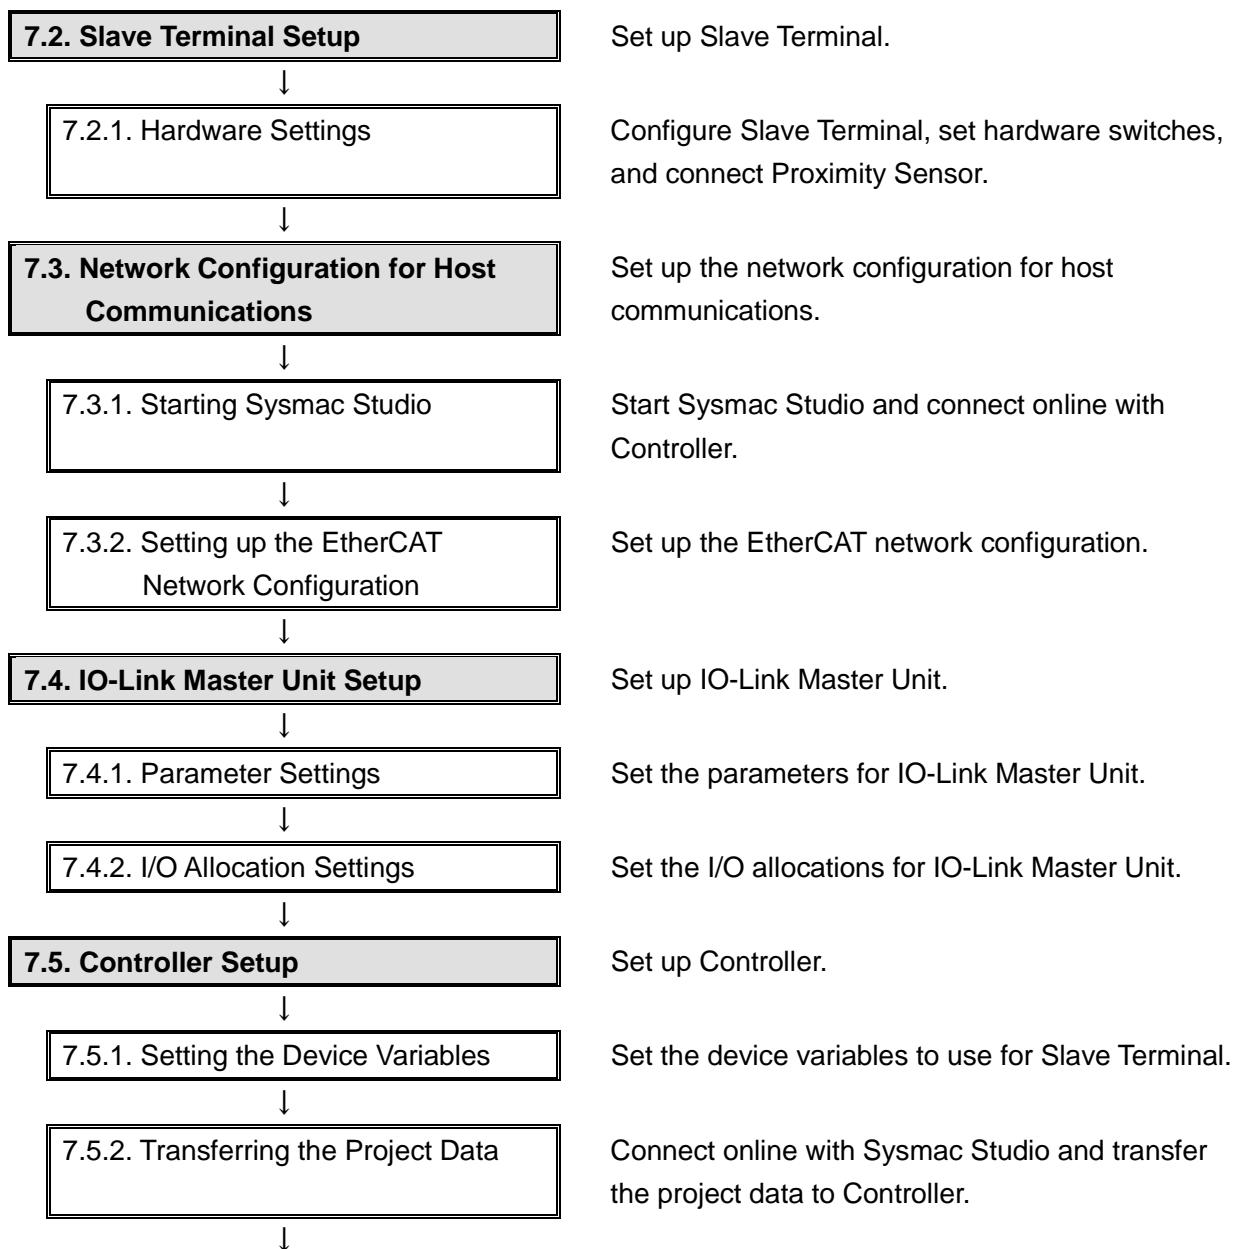 7.2. Slave Terminal Setup
Set up Slave Terminal.
↓
7.2.1. Hardware Settings
Configure Slave Terminal, set hardware switches,
and connect Proximity Sensor.
↓
7.3. Network Configuration for Host
Communications
Set up the network configuration for host
communications.
↓
7.3.1. Starting Sysmac Studio
Start Sysmac Studio and connect online with
Controller.
↓
7.3.2. Setting up the EtherCAT
Network Configuration
Set up the EtherCAT network configuration.
↓
7.4. IO-Link Master Unit Setup
Set up IO-Link Master Unit.
↓
7.4.1. Parameter Settings
Set the parameters for IO-Link Master Unit.
↓
7.4.2. I/O Allocation Settings
Set the I/O allocations for IO-Link Master Unit.
↓
7.5. Controller Setup
Set up Controller.
↓
7.5.1. Setting the Device Variables
Set the device variables to use for Slave Terminal.
↓
7.5.2. Transferring the Project Data
Connect online with Sysmac Studio and transfer
the project data to Controller.
↓